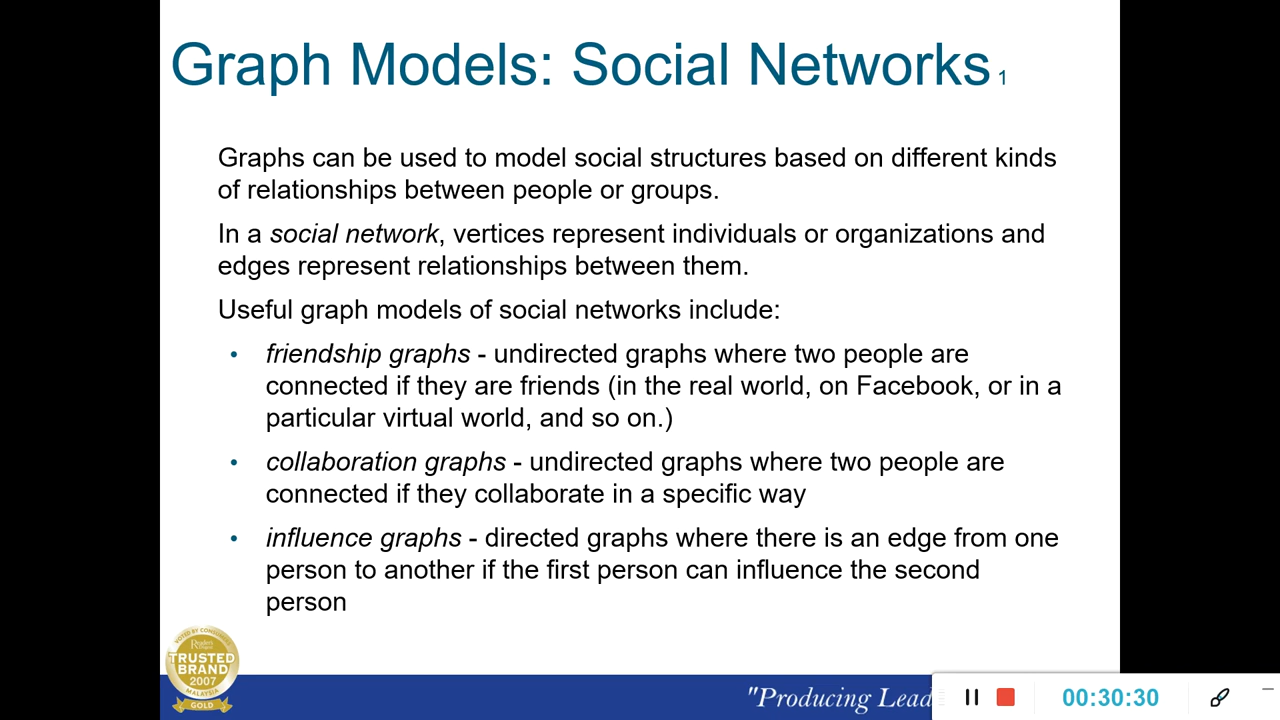 Graph Models: Social Networks 1
Graphs can be used to model social structures based on different kinds
of relationships between people or groups.
In a social network, vertices represent individuals or organizations and
edges represent relationships between them.
Useful graph models of social networks include:
• friendship graphs - undirected graphs where two people are
connected if they are friends (in the real world, on Facebook, or in a
particular virtual world, and so on.)
• collaboration graphs - undirected graphs where two people are
connected if they collaborate in a specific way
• influence graphs - directed graphs where there is an edge from one
person to another if the first person can influence the second
person
VOTED BY CONSUMERS
Reader's
Digest
TRUSTED
BRAND
2007
MALAYSIA
GOLD
"Producing Lead
00:30:30